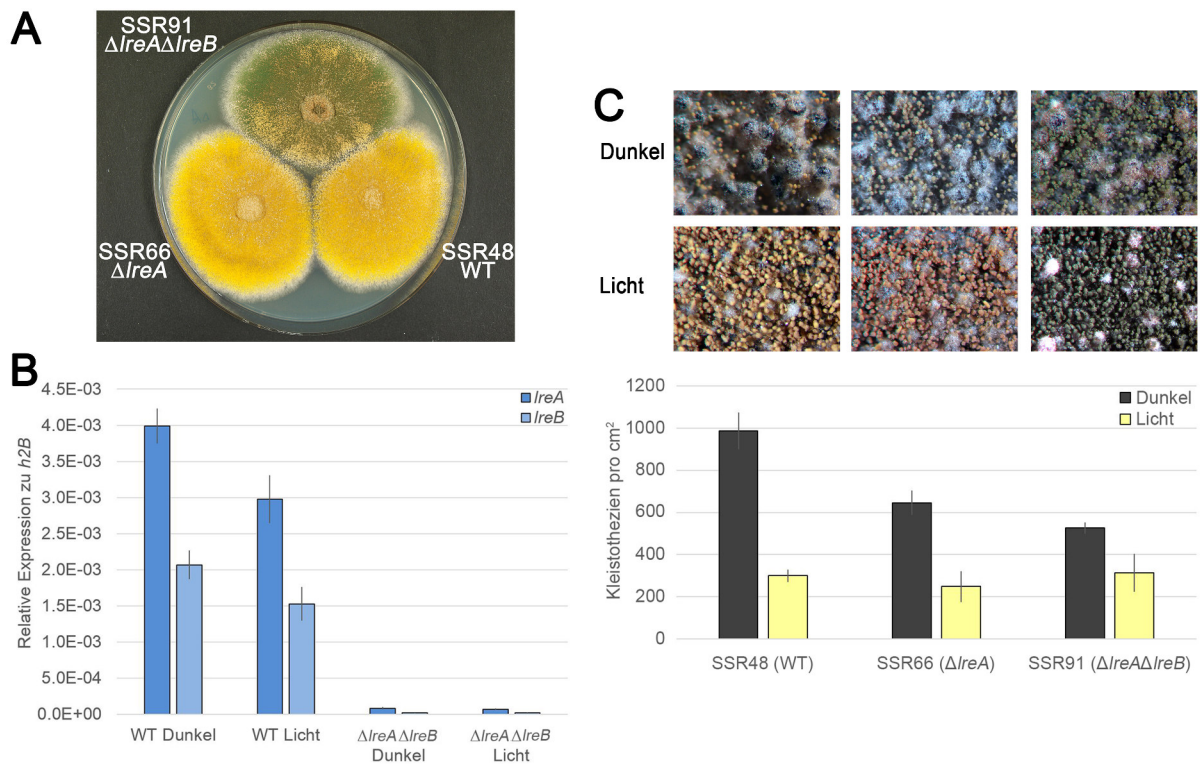 A
SSR91
ΔlreAΔlreB
SSR66
ΔlreA
SSR48
WT
B
4.5E-03
4.0E-03
3.5E-03
3.0E-03
2.5E-03
2.0E-03
1.5E-03
1.0E-03
5.0E-04
0.0E+00
Relative Expression zu h2B
lreA
lreB
WT Dunkel
WT Licht
ΔlreAΔlreB
Dunkel
ΔlreAΔlreB
Licht
C
Dunkel
Licht
1200
1000
800
600
400
200
0
Kleistothezien pro cm²
Dunkel
Licht
SSR48 (WT)
SSR66 (ΔlreA)
SSR91 (ΔlreAΔlreB)